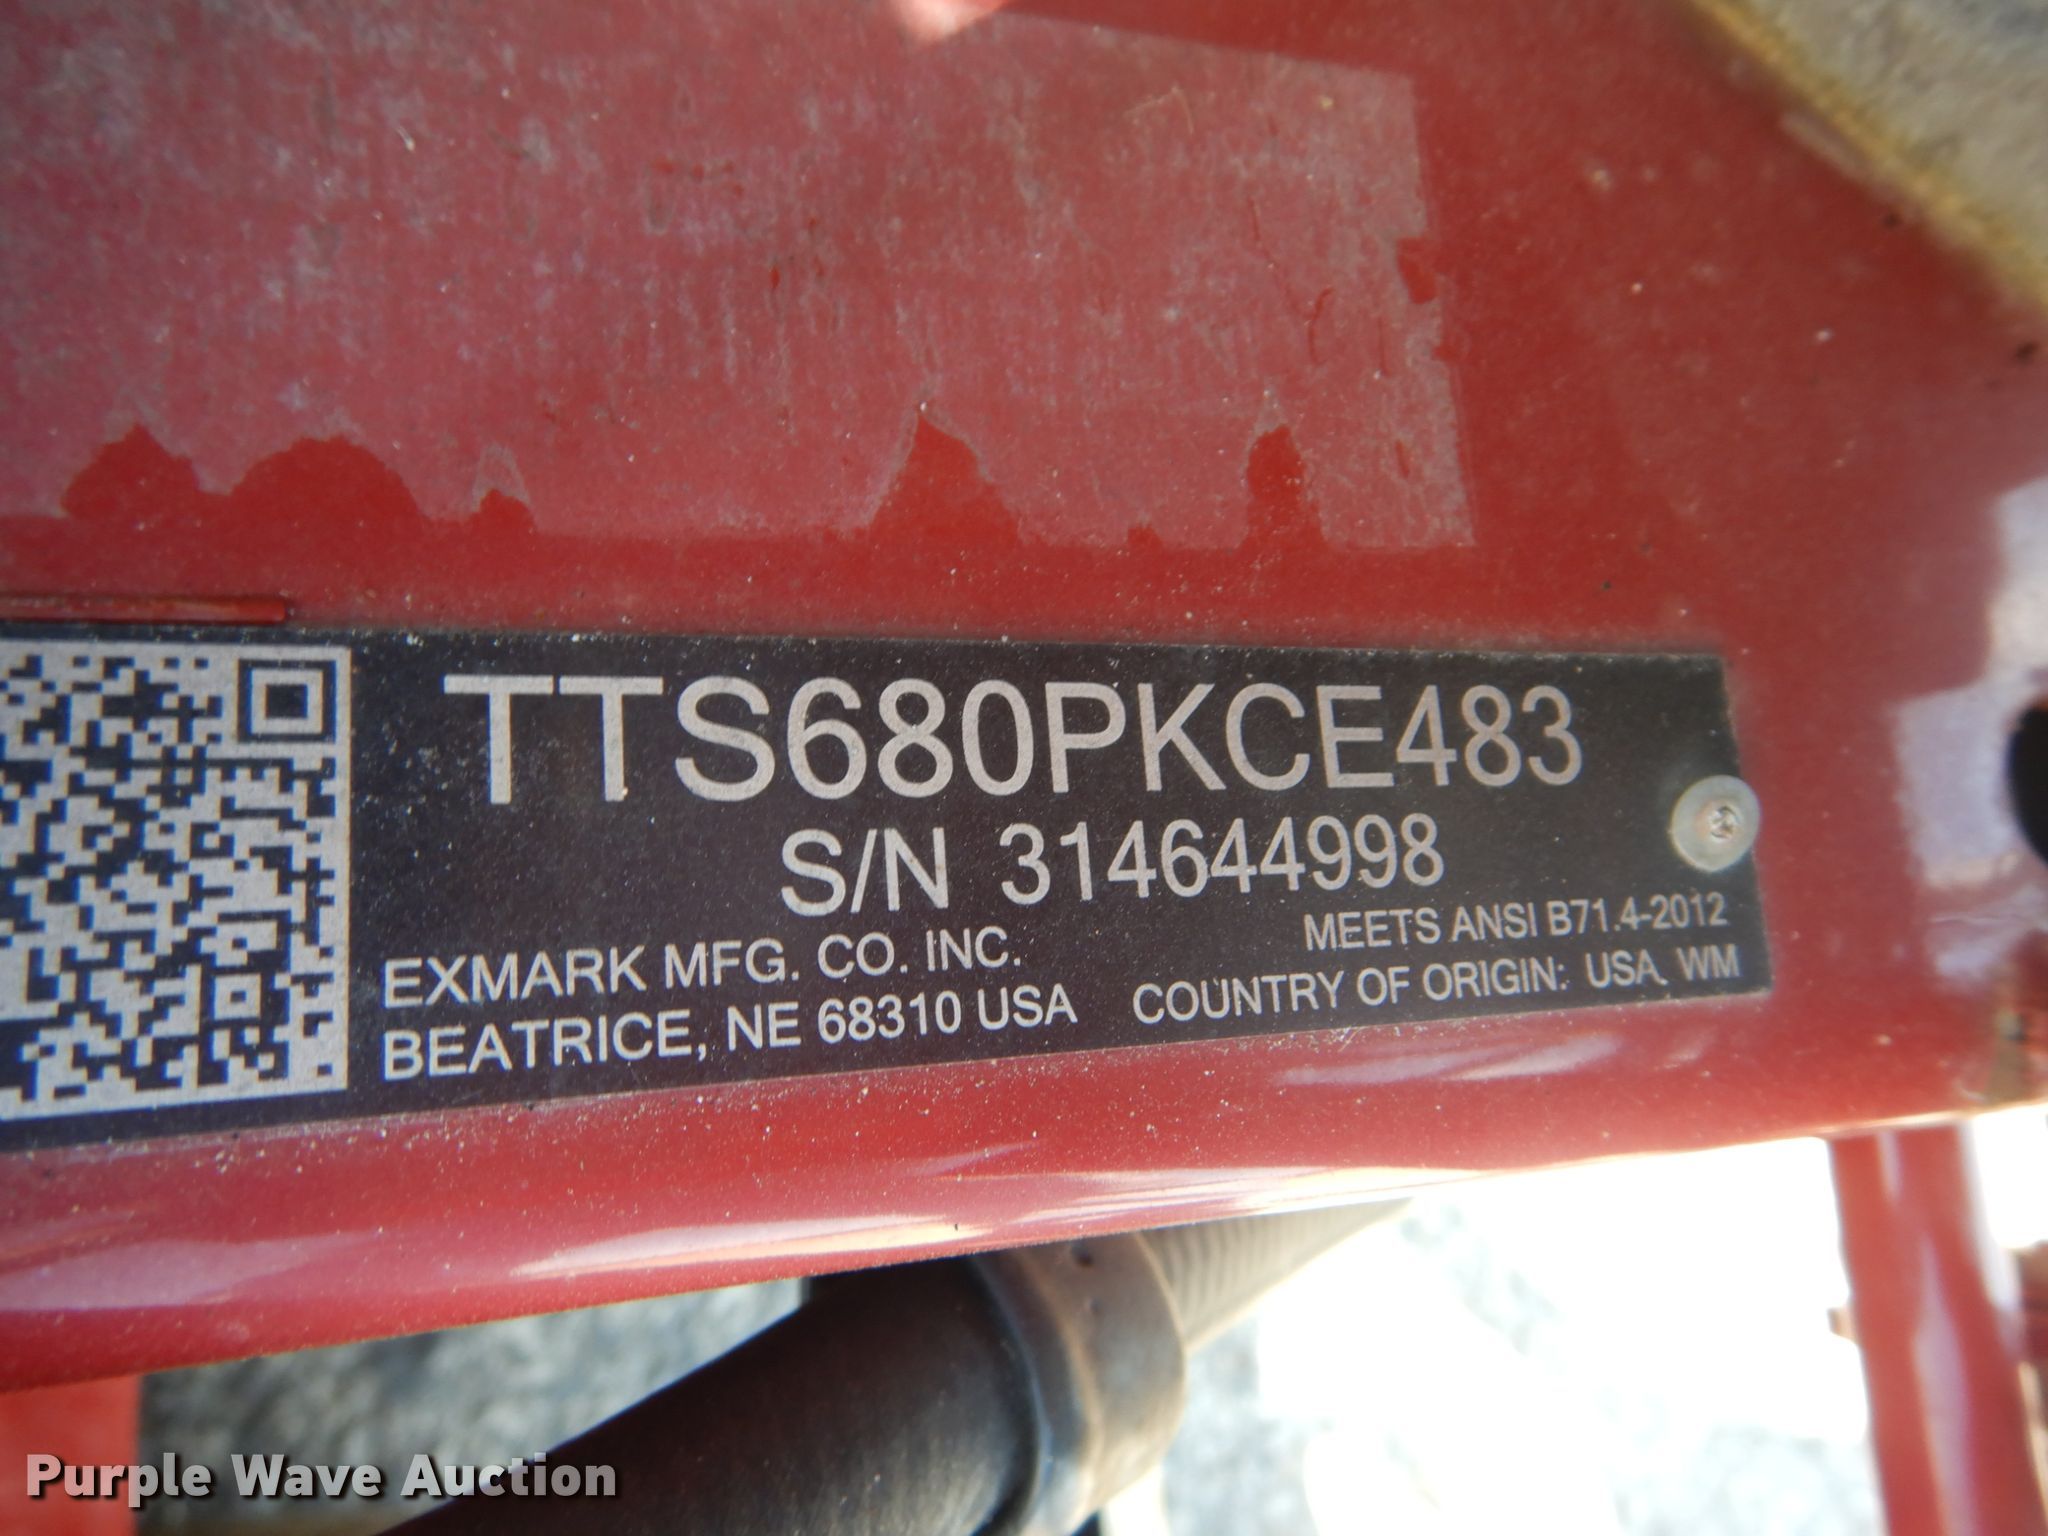 TTS680PKCE483
S/N 314644998
EXMARK MFG. CO. INC.
BEATRICE, NE 68310 USA
MEETS ANSI B71.4-2012
COUNTRY OF ORIGIN: USA WM
Purple Wave Auction